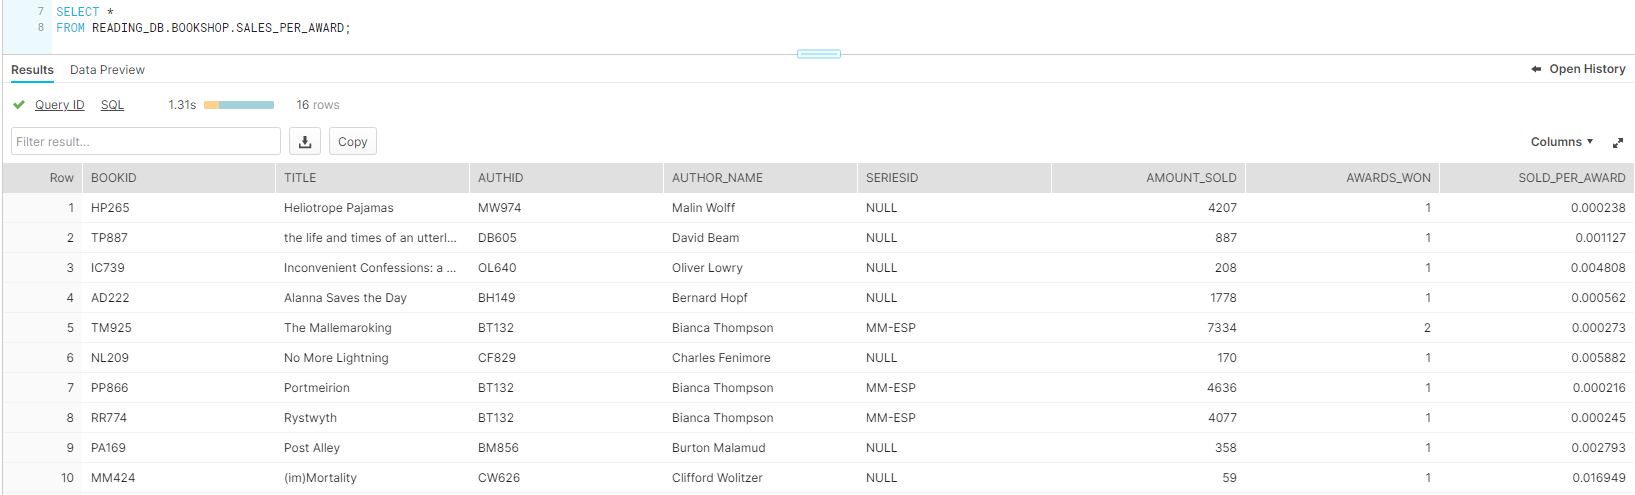 7 SELECT *
8 FROM READING_DB.BOOKSHOP.SALES_PER_AWARD;
Results Data Preview Open History
Query ID SQL 1.31s 16 rows
Filter result... Copy Columns
Row BOOKID TITLE AUTHID AUTHOR_NAME SERIESID AMOUNT_SOLD AWARDS_WON SOLD_PER_AWARD
1 HP265 Heliotrope Pajamas MW974 Malin Wolff NULL 4207 1 0.000238
2 TP887 the life and times of an utterl... DB605 David Beam NULL 887 1 0.001127
3 IC739 Inconvenient Confessions: a ... OL640 Oliver Lowry NULL 208 1 0.004808
4 AD222 Alanna Saves the Day BH149 Bernard Hopf NULL 1778 1 0.000562
5 TM925 The Mallemaroking BT132 Bianca Thompson MM-ESP 7334 2 0.000273
6 NL209 No More Lightning CF829 Charles Fenimore NULL 170 1 0.005882
7 PP866 Portmeirion BT132 Bianca Thompson MM-ESP 4636 1 0.000216
8 RR774 Rystwyth BT132 Bianca Thompson MM-ESP 4077 1 0.000245
9 PA169 Post Alley BM856 Burton Malamud NULL 358 1 0.002793
10 MM424 (im)Mortality CW626 Clifford Wolitzer NULL 59 1 0.016949